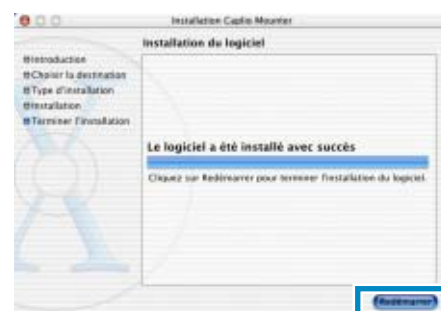 Installation Caplio Mounter
Installation du logiciel
Introduction
Choisir la destination
Type d'installation
Installation
Terminer l'installation
Le logiciel a été installé avec succès
Cliquez sur Redémarrer pour terminer l'installation du logiciel.
Redémarrer